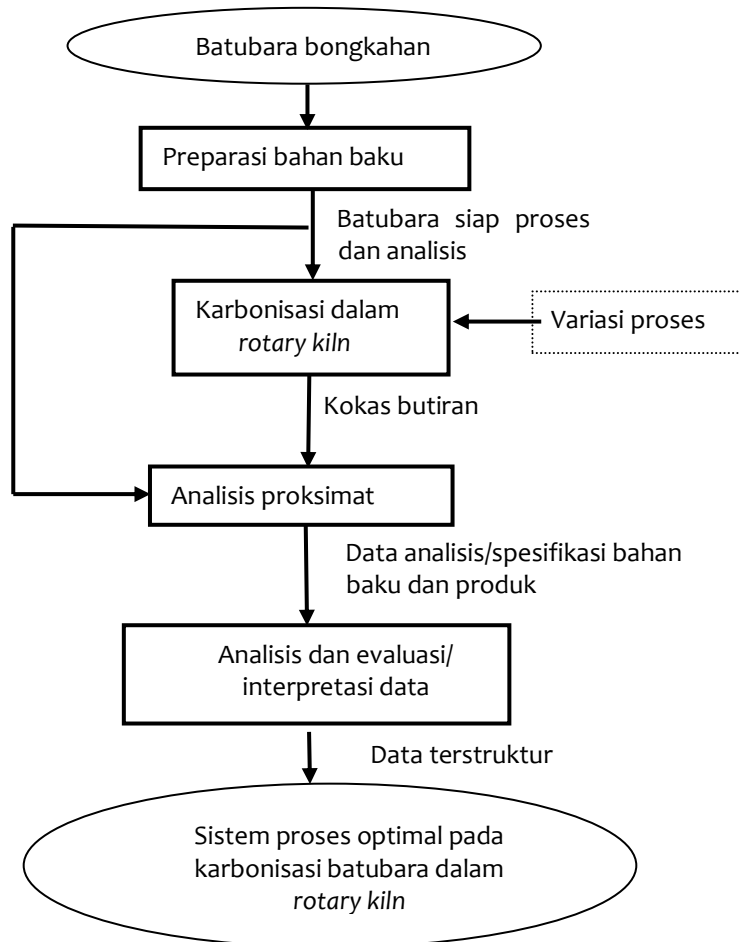 Batubara bongkahan
Preparasi bahan baku
Batubara siap proses
dan analisis
Karbonisasi dalam
rotary kiln
Variasi proses
Kokas butiran
Analisis proksimat
Data analisis/spesifikasi bahan
baku dan produk
Analisis dan evaluasi/
interpretasi data
Data terstruktur
Sistem proses optimal pada
karbonisasi batubara dalam
rotary kiln